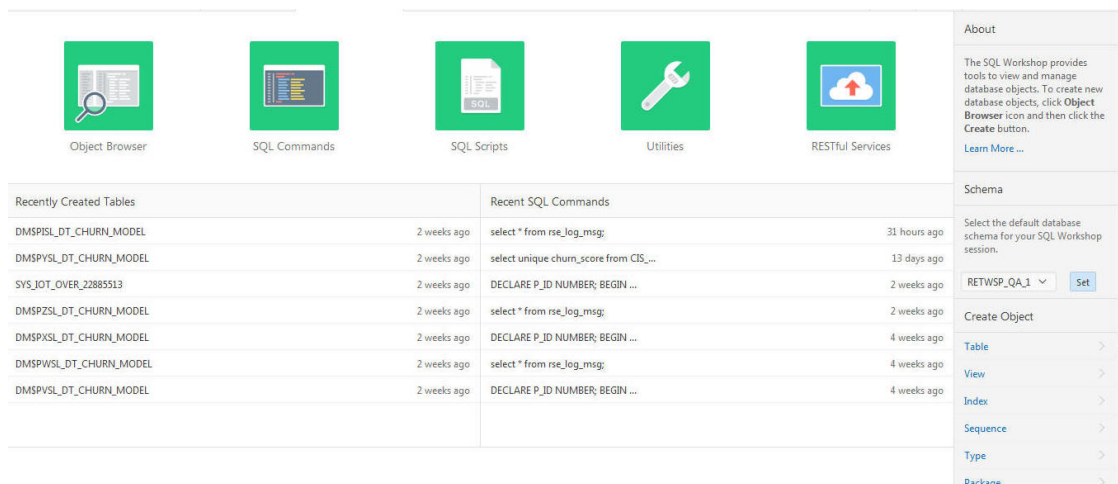 SQL
Object Browser
SQL Commands
SQL Scripts
Utilities
RESTful Services
Recently Created Tables
DM$PISL_DT_CHURN_MODEL 2 weeks ago
DM$PYSL_DT_CHURN_MODEL 2 weeks ago
SYS_IOT_OVER_22885513 2 weeks ago
DM$PZSL_DT_CHURN_MODEL 2 weeks ago
DM$PXSL_DT_CHURN_MODEL 2 weeks ago
DM$PWSL_DT_CHURN_MODEL 2 weeks ago
DM$PVSL_DT_CHURN_MODEL 2 weeks ago
Recent SQL Commands
select * from rse_log_msg; 31 hours ago
select unique churn_score from CIS_... 13 days ago
DECLARE P_ID NUMBER; BEGIN ... 2 weeks ago
select * from rse_log_msg; 2 weeks ago
DECLARE P_ID NUMBER; BEGIN ... 4 weeks ago
select * from rse_log_msg; 4 weeks ago
DECLARE P_ID NUMBER; BEGIN ... 4 weeks ago
About
The SQL Workshop provides
tools to view and manage
database objects. To create new
database objects, click Object
Browser icon and then click the
Create button.
Learn More ...
Schema
Select the default database
schema for your SQL Workshop
session.
RETWSP_QA_1 Set
Create Object
Table
View
Index
Sequence
Type
Package